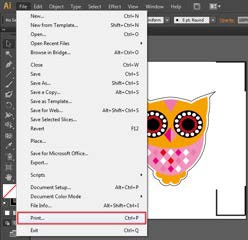 Ai File Edit Object Type Select Effect View Window
New... Ctrl+N
New from Template... Shift+Ctrl+N
Open... Ctrl+O
Open Recent Files
Browse in Bridge... Alt+Ctrl+O
Close Ctrl+W
Save Ctrl+S
Save As... Shift+Ctrl+S
Save a Copy... Alt+Ctrl+S
Save as Template...
Save for Web... Alt+Shift+Ctrl+S
Save Selected Slices...
Revert F12
Place...
Save for Microsoft Office...
Export...
Scripts
Document Setup... Alt+Ctrl+P
Document Color Mode
File Info... Alt+Shift+Ctrl+I
Print... Ctrl+P
Exit Ctrl+Q
5 pt. Round